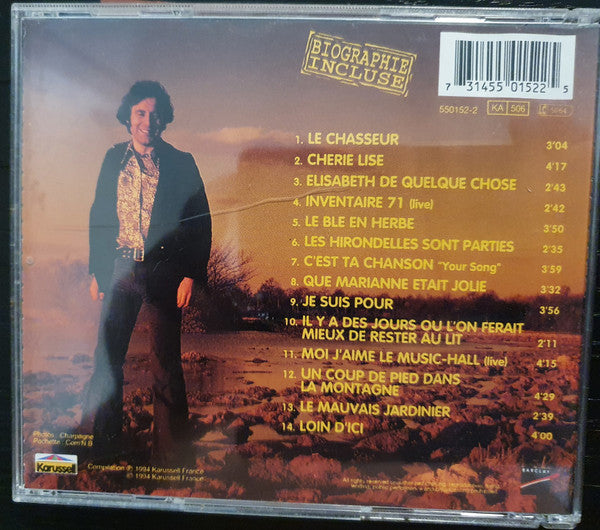 BIOGRAPHIE
INCLUSE
7 31455 01522 5
550152-2 KA 506
1. LE CHASSEUR 3'04
2. CHERIE LISE 4'17
3. ELISABETH DE QUELQUE CHOSE 2'43
4. INVENTAIRE 71 (live) 2'42
5. LE BLE EN HERBE 3'50
6. LES HIRONDELLES SONT PARTIES 2'35
7. C'EST TA CHANSON "Your Song" 3'59
8. QUE MARIANNE ETAIT JOLIE 3'32
9. JE SUIS POUR 3'56
10. IL Y A DES JOURS OU L'ON FERAIT
MIEUX DE RESTER AU LIT 2'11
11. MOI J'AIME LE MUSIC-HALL (live) 4'15
12. UN COUP DE PIED DANS
LA MONTAGNE 4'29
13. LE MAUVAIS JARDINIER 2'39
14. LOIN D'ICI 4'00
Photos : Charpagne
Pochette : Com'N.B
Karussell
Compilation ℗ 1994 Karussell France
© 1994 Karussell France
BARCLAY